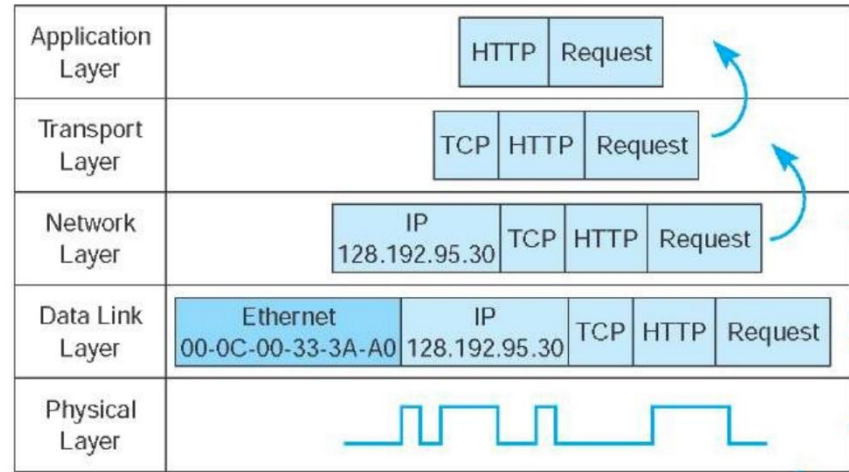 Application
Layer
HTTP Request
Transport
Layer
TCP HTTP Request
Network
Layer
IP
128.192.95.30
TCP HTTP Request
Data Link
Layer
Ethernet
00-0C-00-33-3A-A0
IP
128.192.95.30
TCP HTTP Request
Physical
Layer